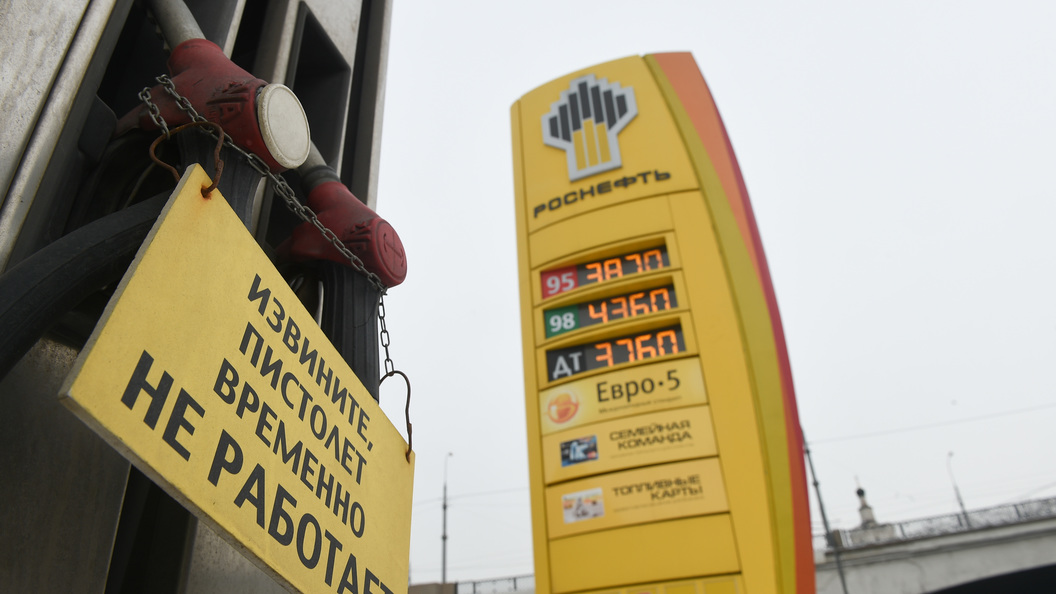 ИЗВИНИТЕ,
ПИСТОЛЕТ
ВРЕМЕННО
НЕ РАБОТАЕТ
РОСНЕФТЬ
95 38.70
98 43.60
ДТ 37.60
Евро•5
СЕМЕЙНАЯ
КОМАНДА
ТОПЛИВНЫЕ
КАРТЫ